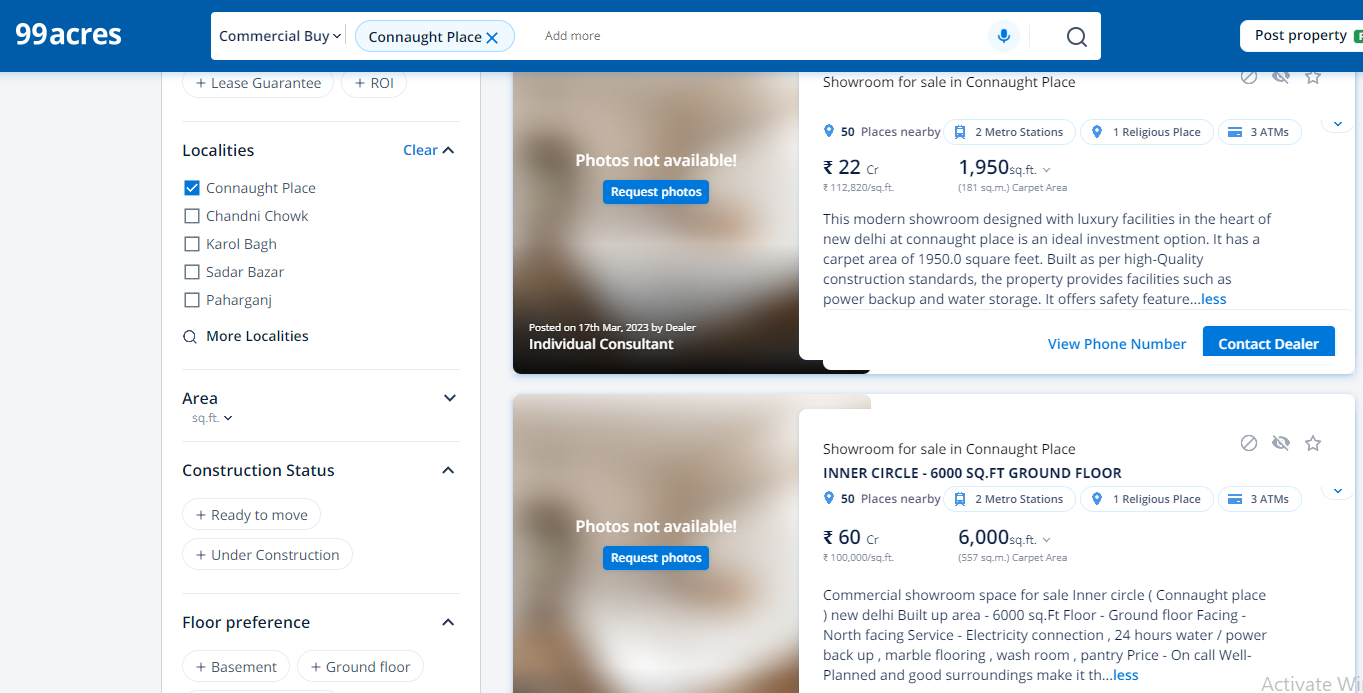 99acres
Commercial Buy
Connaught Place
Add more
Post property
+ Lease Guarantee
+ ROI
Localities
Clear
Connaught Place
Chandni Chowk
Karol Bagh
Sadar Bazar
Paharganj
More Localities
Area
sq.ft.
Construction Status
+ Ready to move
+ Under Construction
Floor preference
+ Basement
+ Ground floor
Photos not available!
Request photos
Posted on 17th Mar, 2023 by Dealer
Individual Consultant
Showroom for sale in Connaught Place
50 Places nearby
2 Metro Stations
1 Religious Place
3 ATMs
₹ 22 Cr
₹ 112,820/sq.ft.
1,950sq.ft.
(181 sq.m.) Carpet Area
This modern showroom designed with luxury facilities in the heart of
new delhi at connaught place is an ideal investment option. It has a
carpet area of 1950.0 square feet. Built as per high-Quality
construction standards, the property provides facilities such as
power backup and water storage. It offers safety feature...less
View Phone Number
Contact Dealer
Photos not available!
Request photos
Showroom for sale in Connaught Place
INNER CIRCLE - 6000 SQ.FT GROUND FLOOR
50 Places nearby
2 Metro Stations
1 Religious Place
3 ATMs
₹ 60 Cr
₹ 100,000/sq.ft.
6,000sq.ft.
(557 sq.m.) Carpet Area
Commercial showroom space for sale Inner circle ( Connaught place
) new delhi Built up area - 6000 sq.Ft Floor - Ground floor Facing -
North facing Service - Electricity connection , 24 hours water / power
back up , marble flooring , wash room , pantry Price - On call Well-
Planned and good surroundings make it th...less
Activate Wi